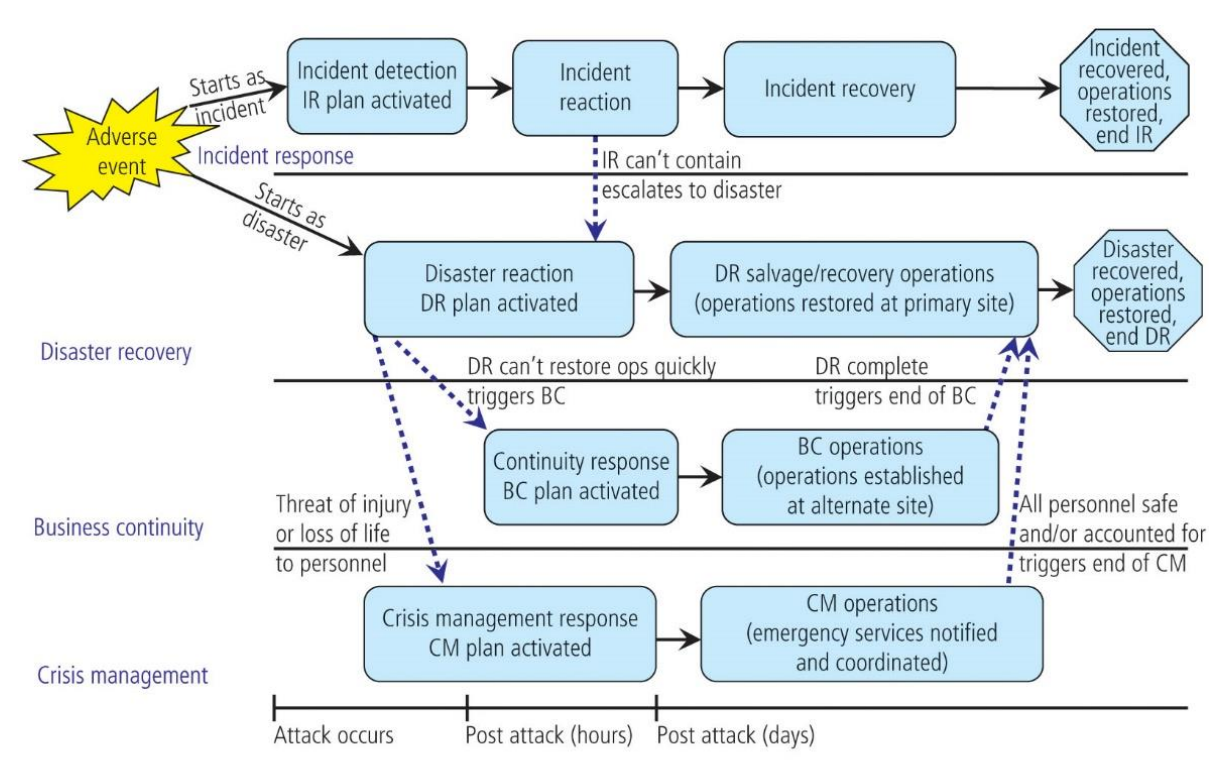 Adverse
event
Starts as
incident
Incident detection
IR plan activated
Incident
reaction
Incident recovery
Incident
recovered,
operations
restored,
end IR
Incident response
IR can't contain
escalates to disaster
Starts as
disaster
Disaster reaction
DR plan activated
DR salvage/recovery operations
(operations restored at primary site)
Disaster
recovered,
operations
restored,
end DR
Disaster recovery
DR can't restore ops quickly
triggers BC
DR complete
triggers end of BC
Continuity response
BC plan activated
BC operations
(operations established
at alternate site)
Business continuity
Threat of injury
or loss of life
to personnel
All personnel safe
and/or accounted for
triggers end of CM
Crisis management response
CM plan activated
CM operations
(emergency services notified
and coordinated)
Crisis management
Attack occurs
Post attack (hours)
Post attack (days)